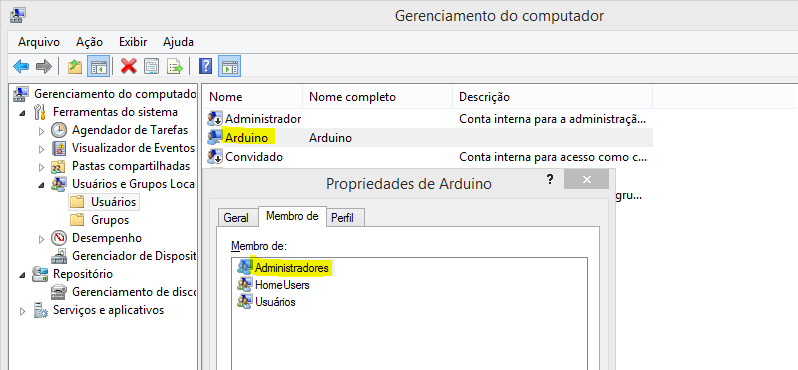 Gerenciamento do computador
Arquivo Ação Exibir Ajuda
Gerenciamento do computado
Ferramentas do sistema
Agendador de Tarefas
Visualizador de Eventos
Pastas compartilhadas
Usuários e Grupos Loca
Usuários
Grupos
Desempenho
Gerenciador de Disposit
Repositório
Gerenciamento de disco
Serviços e aplicativos
Nome Nome completo Descrição
Administrador Conta interna para a administraçã...
Arduino Arduino
Convidado Conta interna para acesso como c...
gru...
Propriedades de Arduino ?
Geral Membro de Perfil
Membro de:
Administradores
HomeUsers
Usuários